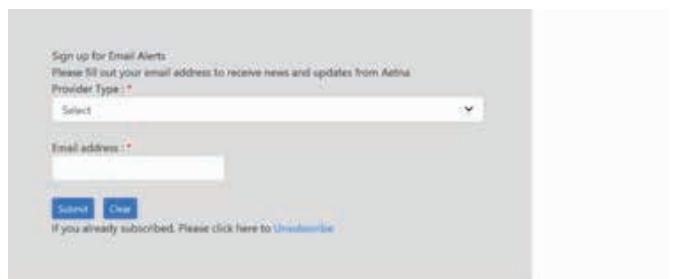 Sign up for Email Alerts
Please fill out your email address to receive news and updates from Aetna
Provider Type : *
Select
Email address : *
Submit Clear
If you already subscribed. Please click here to Unsubscribe